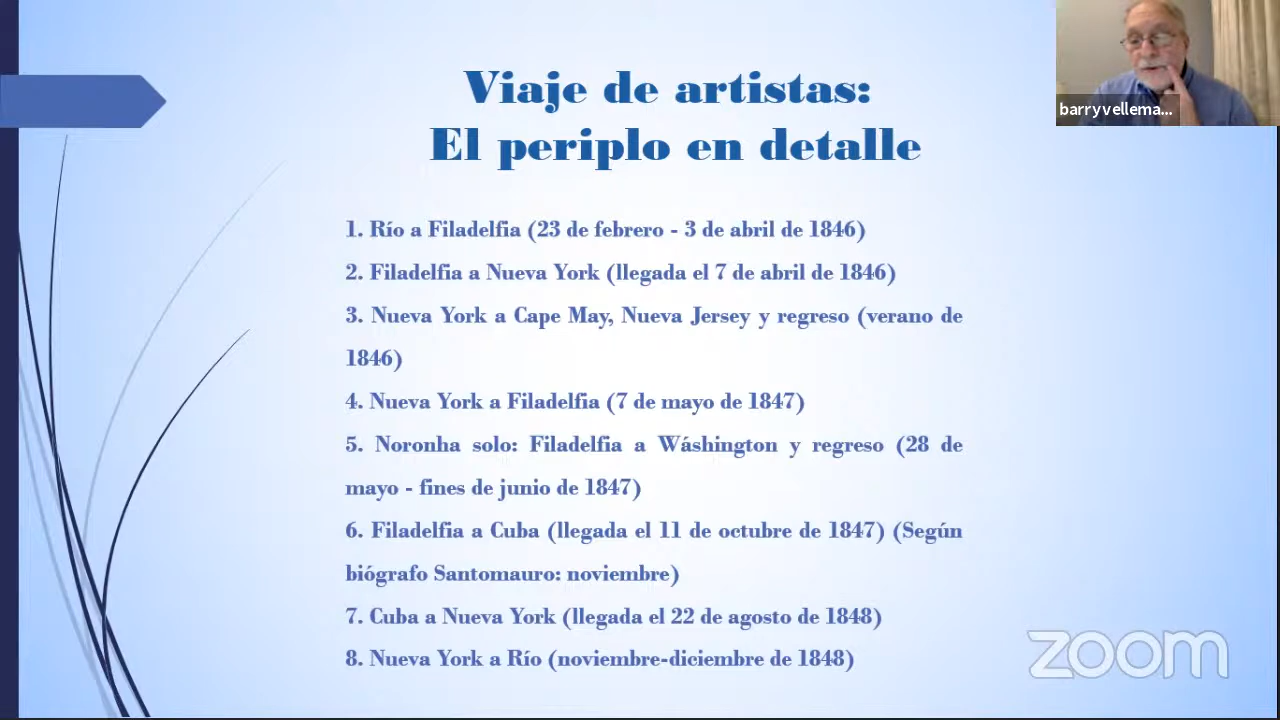 Viaje de artistas:
El periplo en detalle
barryvellema...
1. Río a Filadelfia (23 de febrero - 3 de abril de 1846)
2. Filadelfia a Nueva York (llegada el 7 de abril de 1846)
3. Nueva York a Cape May, Nueva Jersey y regreso (verano de
1846)
4. Nueva York a Filadelfia (7 de mayo de 1847)
5. Noronha solo: Filadelfia a Wáshington y regreso (28 de
mayo - fines de junio de 1847)
6. Filadelfia a Cuba (llegada el 11 de octubre de 1847) (Según
biógrafo Santomauro: noviembre)
7. Cuba a Nueva York (llegada el 22 de agosto de 1848)
8. Nueva York a Río (noviembre-diciembre de 1848)
zoom